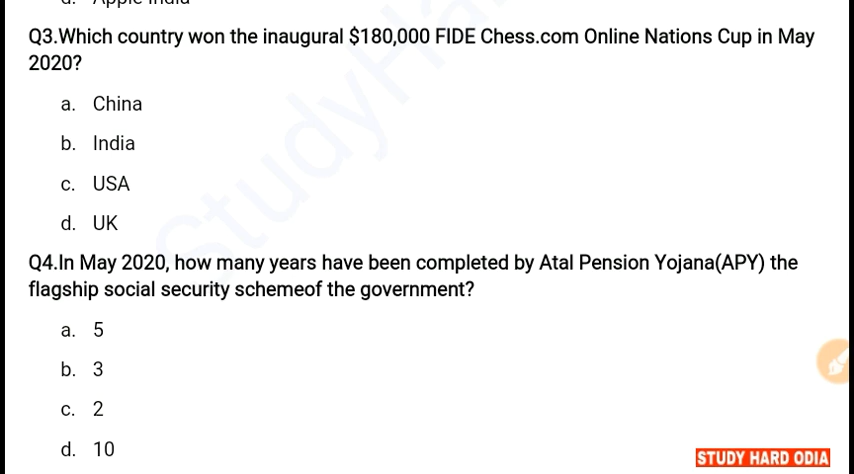 Q3.Which country won the inaugural $180,000 FIDE Chess.com Online Nations Cup in May
2020?
a. China
b. India
c. USA
d. UK
Q4.In May 2020, how many years have been completed by Atal Pension Yojana(APY) the
flagship social security schemeof the government?
a. 5
b. 3
c. 2
d. 10
STUDY HARD ODIA